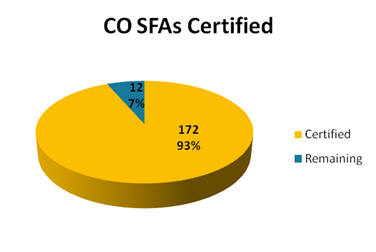 CO SFAs Certified
12
7%
172
93%
Certified
Remaining